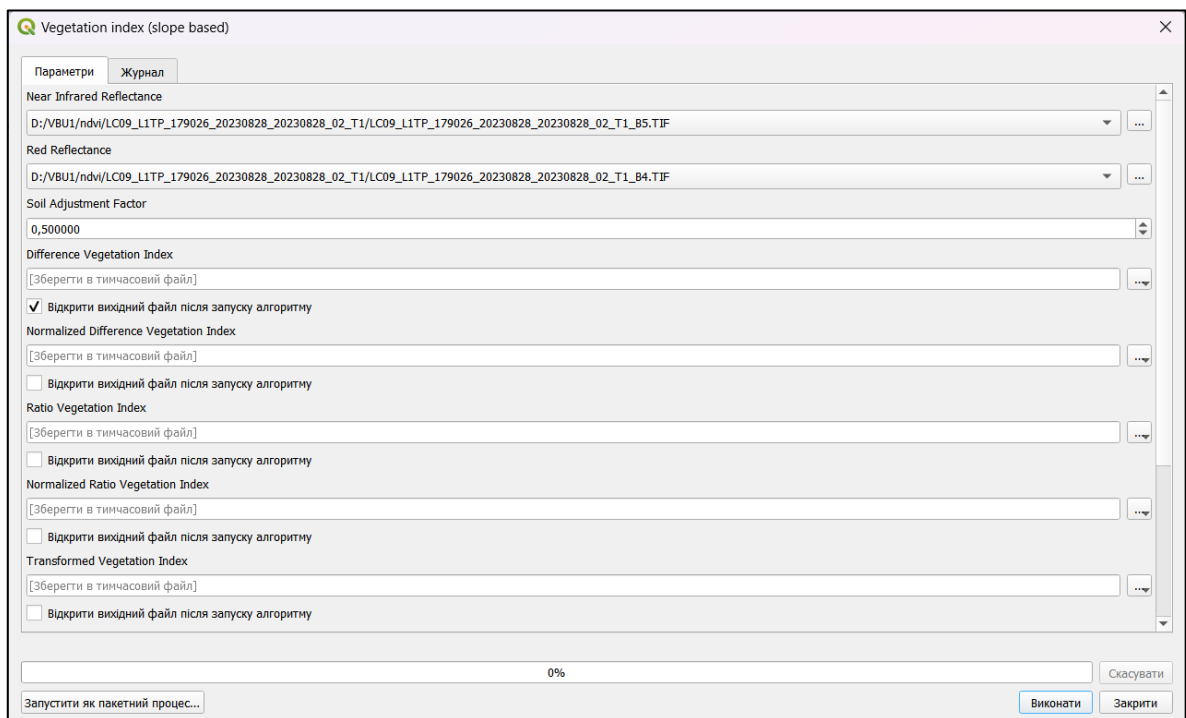 Vegetation index (slope based)
Параметри
Журнал
Near Infrared Reflectance
D:/VBU1/ndvi/LC09_L1TP_179026_20230828_20230828_02_T1/LC09_L1TP_179026_20230828_20230828_02_T1_B5.TIF
...
Red Reflectance
D:/VBU1/ndvi/LC09_L1TP_179026_20230828_20230828_02_T1/LC09_L1TP_179026_20230828_20230828_02_T1_B4.TIF
...
Soil Adjustment Factor
0,500000
Difference Vegetation Index
[Зберегти в тимчасовий файл]
...
Відкрити вихідний файл після запуску алгоритму
Normalized Difference Vegetation Index
[Зберегти в тимчасовий файл]
...
Відкрити вихідний файл після запуску алгоритму
Ratio Vegetation Index
[Зберегти в тимчасовий файл]
...
Відкрити вихідний файл після запуску алгоритму
Normalized Ratio Vegetation Index
[Зберегти в тимчасовий файл]
...
Відкрити вихідний файл після запуску алгоритму
Transformed Vegetation Index
[Зберегти в тимчасовий файл]
...
Відкрити вихідний файл після запуску алгоритму
0%
Скасувати
Запустити як пакетний процес...
Виконати
Закрити